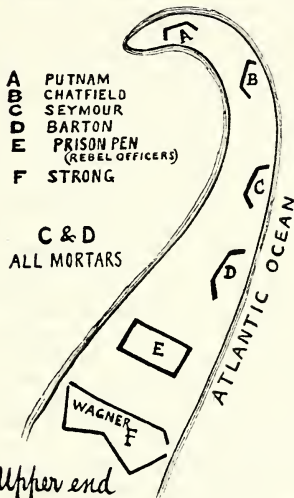 A PUTNAM
B CHATFIELD
C SEYMOUR
D BARTON
E PRISON PEN
(REBEL OFFICERS)
F STRONG
C & D
ALL MORTARS
A
B
C
D
E
WAGNER
F
ATLANTIC OCEAN
Upper end